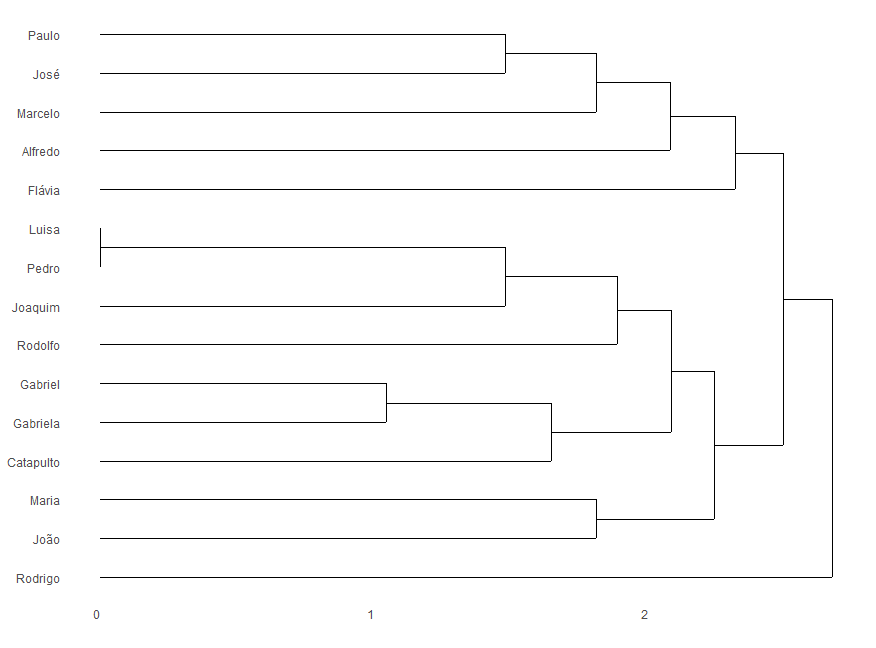 Paulo
José
Marcelo
Alfredo
Flávia
Luisa
Pedro
Joaquim
Rodolfo
Gabriel
Gabriela
Catapulto
Maria
João
Rodrigo
0 1 2